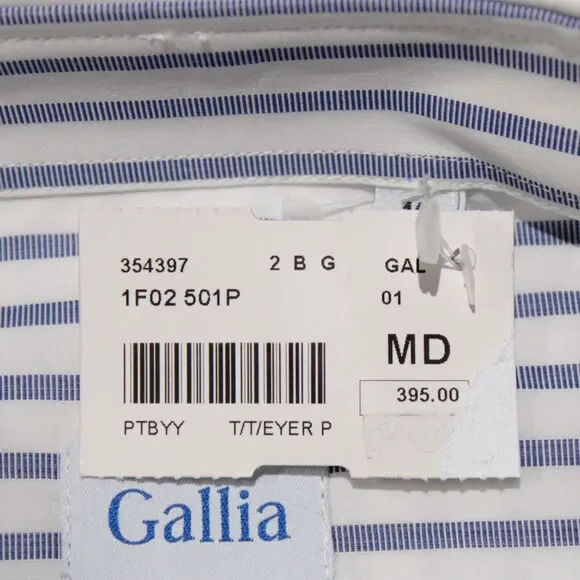 354397 2 B G GAL
1F02 501P 01
MD
395.00
PTBYY T/T/EYER P
Gallia